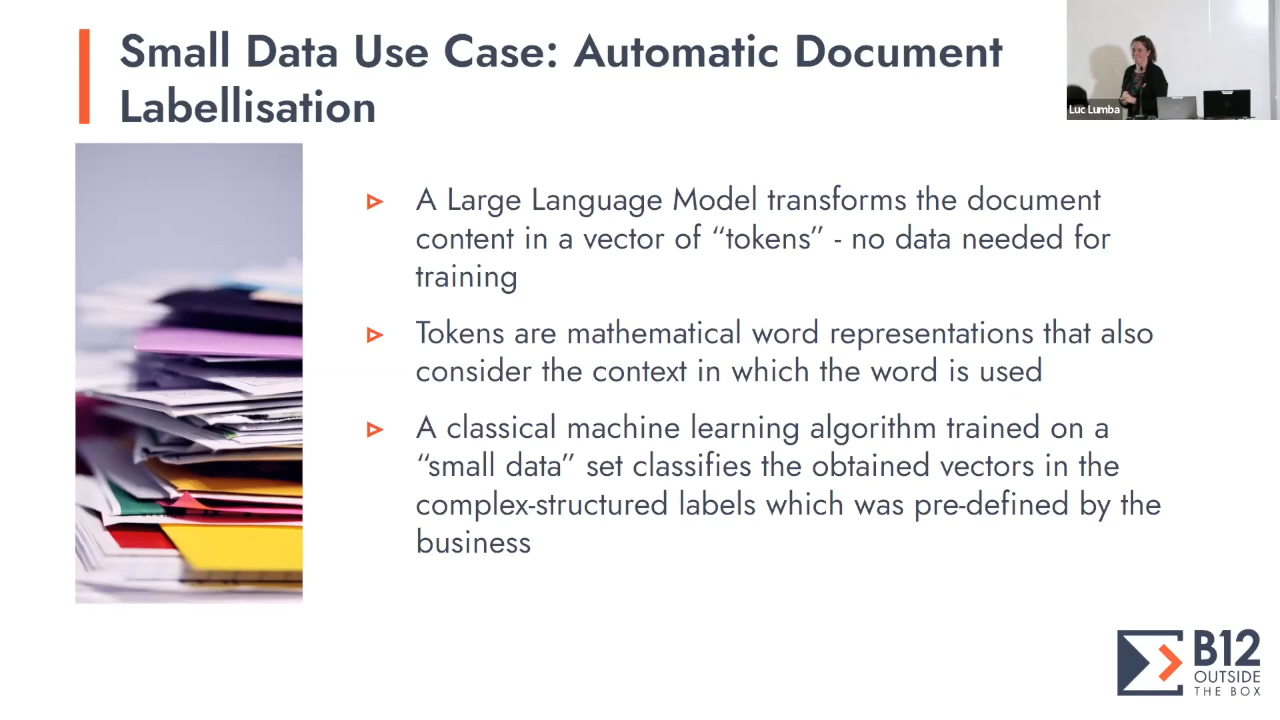 Small Data Use Case: Automatic Document
Labellisation
Luc Lumba
A Large Language Model transforms the document
content in a vector of “tokens” - no data needed for
training
Tokens are mathematical word representations that also
consider the context in which the word is used
A classical machine learning algorithm trained on a
“small data” set classifies the obtained vectors in the
complex-structured labels which was pre-defined by the
business
B12
OUTSIDE
THE BOX